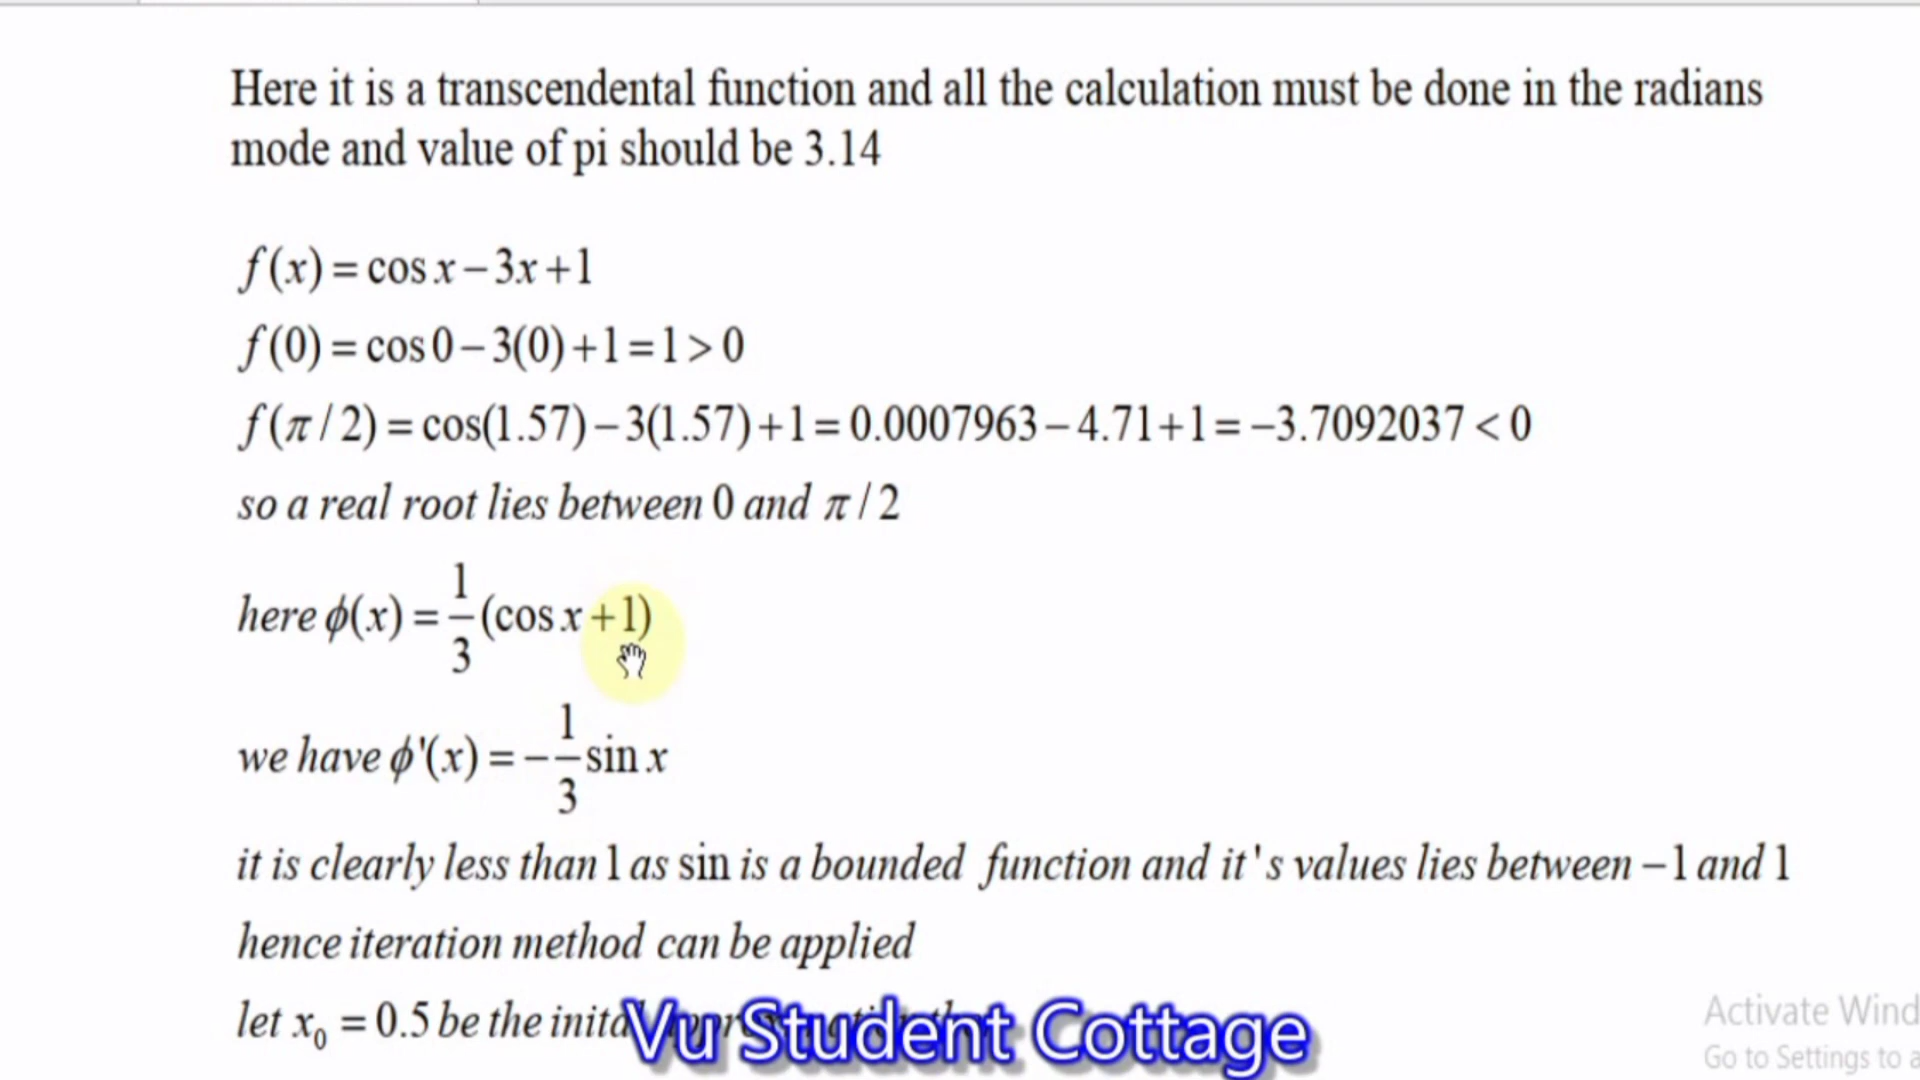 Here it is a transcendental function and all the calculation must be done in the radians
mode and value of pi should be 3.14
f(x) = cos x − 3x + 1
f(0) = cos 0 − 3(0) + 1 = 1 > 0
f(π / 2) = cos(1.57) − 3(1.57) + 1 = 0.0007963 − 4.71 + 1 = −3.7092037 < 0
so a real root lies between 0 and π / 2
here ϕ(x) = 1/3 (cos x + 1)
we have ϕ'(x) = − 1/3 sin x
it is clearly less than 1 as sin is a bounded function and it's values lies between −1 and 1
hence iteration method can be applied
let x₀ = 0.5 be the
Vu Student Cottage
Activate Wind
Go to Settings to a